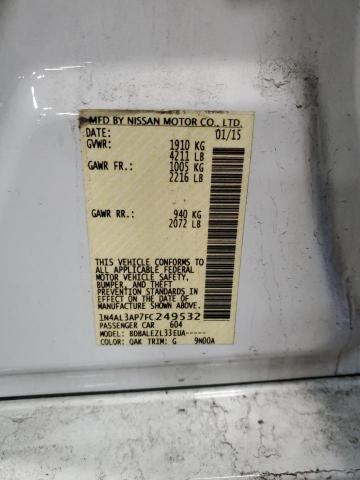 MFD BY NISSAN MOTOR CO., LTD.
DATE: 01/15
GVWR: 1910 KG
4211 LB
GAWR FR.: 1005 KG
2216 LB
GAWR RR.: 940 KG
2072 LB
THIS VEHICLE CONFORMS TO ALL
APPLICABLE FEDERAL
MOTOR VEHICLE SAFETY,
BUMPER, AND THEFT
PREVENTION STANDARDS
IN EFFECT ON THE DATE
OF MANUFACTURE
SHOWN ABOVE.
1N4AL3AP7FC249532
PASSENGER CAR 604
MODEL: BDBALEZL33EUA-----
COLOR: QAK TRIM: G 9N00A